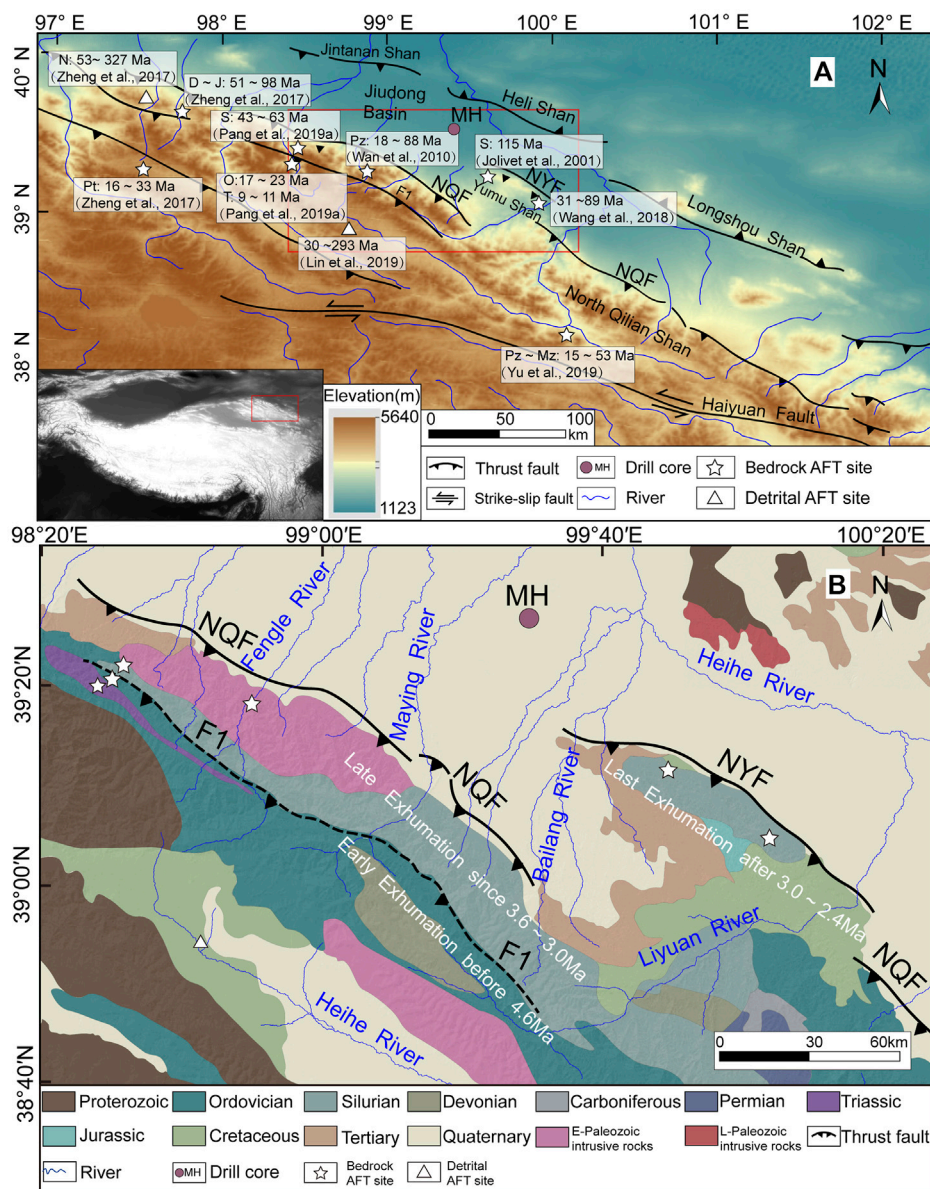 97° E
98° E
99° E
100° E
101° E
102° E
40° N
39° N
38° N
A
N
N: 53~ 327 Ma
(Zheng et al., 2017)
D ~ J: 51 ~ 98 Ma
(Zheng et al., 2017)
Jintanan Shan
Jiudong
Basin
MH
Heli Shan
S: 43 ~ 63 Ma
(Pang et al., 2019a)
Pz: 18 ~ 88 Ma
(Wan et al., 2010)
S: 115 Ma
(Jolivet et al., 2001)
Pt: 16 ~ 33 Ma
(Zheng et al., 2017)
O:17 ~ 23 Ma
T: 9 ~ 11 Ma
(Pang et al., 2019a)
F1
NQF
Yumu Shan
NYF
31 ~89 Ma
(Wang et al., 2018)
Longshou Shan
30 ~293 Ma
(Lin et al., 2019)
NQF
North Qilian Shan
Pz ~ Mz: 15 ~ 53 Ma
(Yu et al., 2019)
Haiyuan Fault
Elevation(m)
5640
1123
0 50 100
km
Thrust fault
MH
Drill core
Bedrock AFT site
Strike-slip fault
River
Detrital AFT site
98°20′E
99°00′E
99°40′E
100°20′E
39°20′N
39°00′N
38°40′N
B
N
MH
NQF
Fengle River
Maying River
Heihe River
F1
Late Exhumation since 3.6 ~ 3.0Ma
NQF
Bailang River
NYF
Last Exhumation after 3.0 ~ 2.4Ma
Early Exhumation before 4.6Ma
F1
Liyuan River
NQF
Heihe River
0 30 60km
Proterozoic
Ordovician
Silurian
Devonian
Carboniferous
Permian
Triassic
Jurassic
Cretaceous
Tertiary
Quaternary
E-Paleozoic
intrusive rocks
L-Paleozoic
intrusive rocks
Thrust fault
River
MH
Drill core
Bedrock
AFT site
Detrital
AFT site